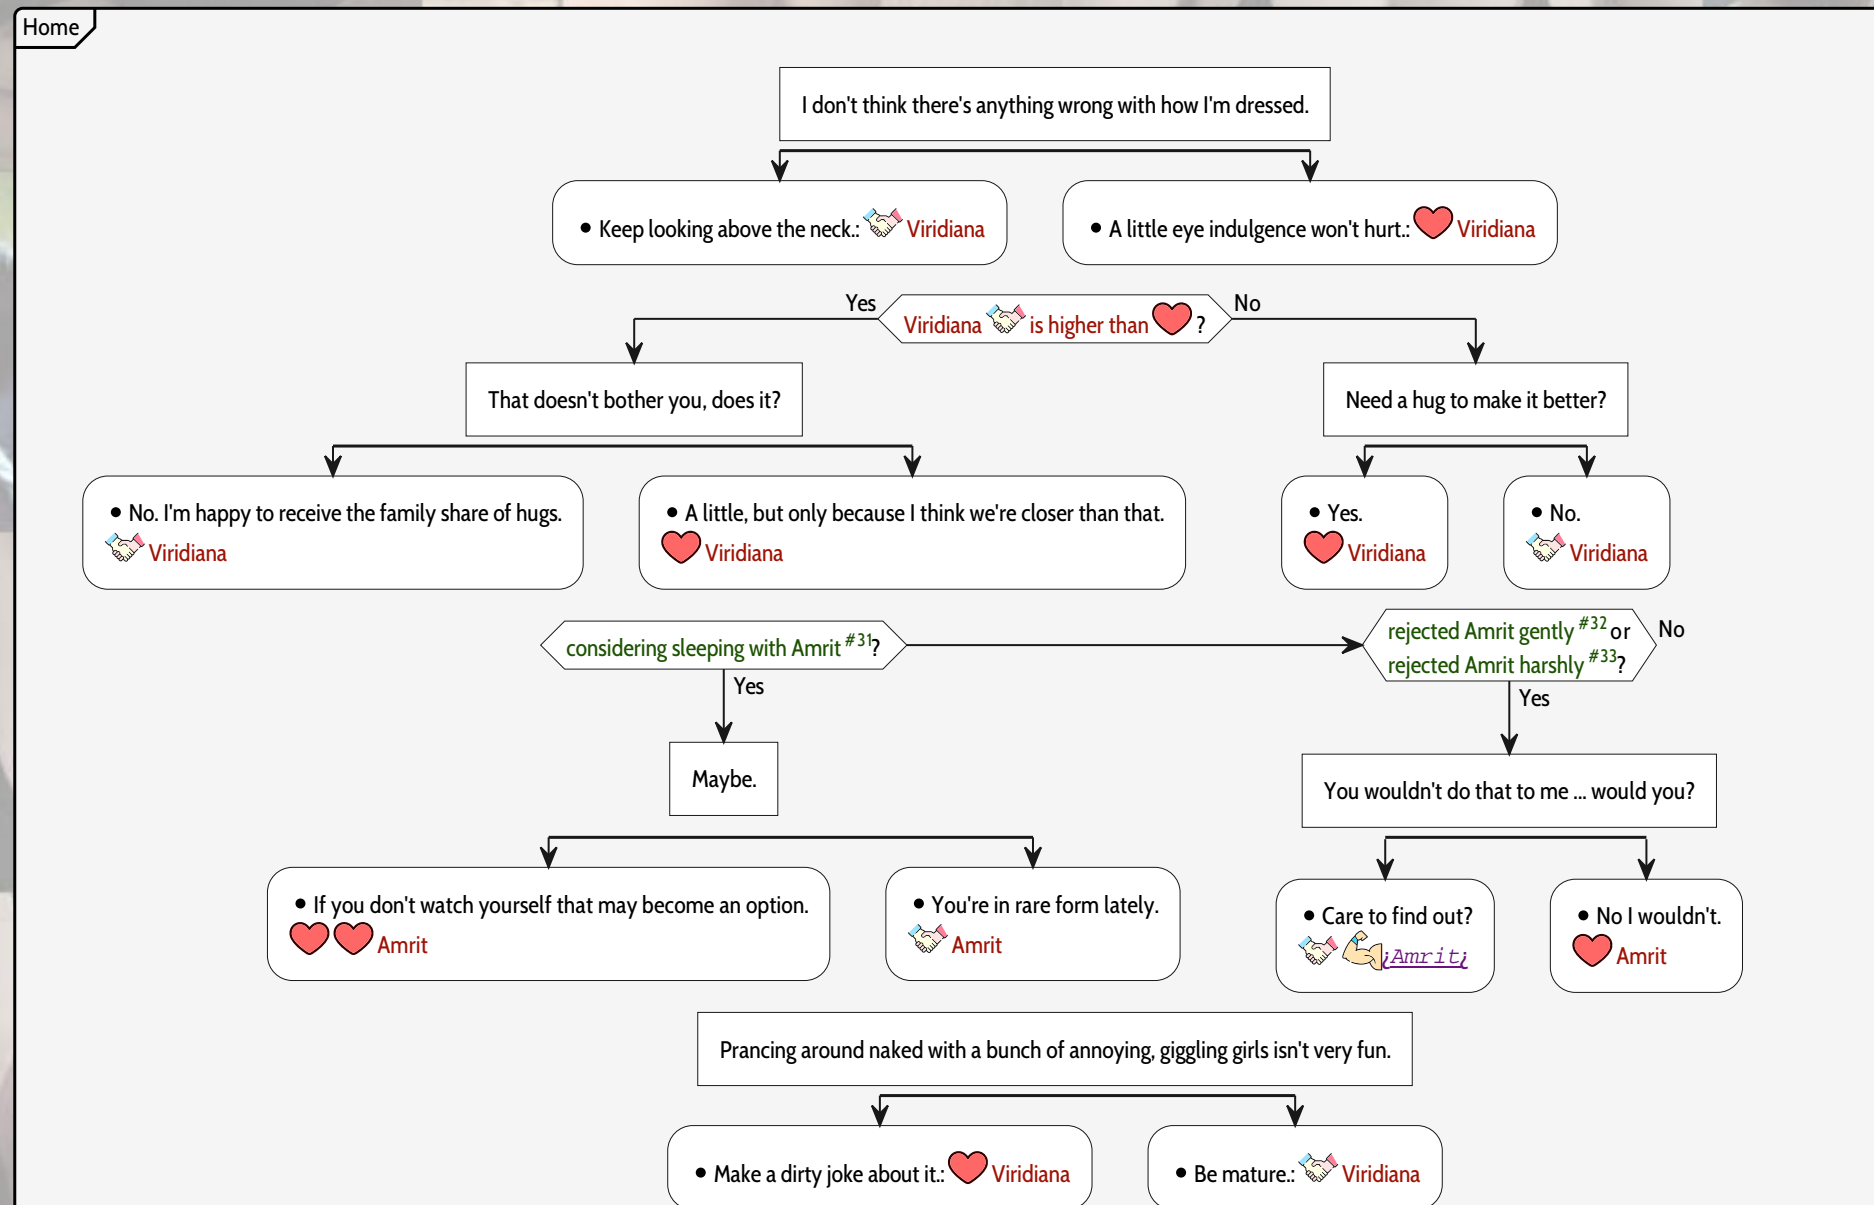 Home
I don't think there's anything wrong with how I'm dressed.
• Keep looking above the neck.: Viridiana
• A little eye indulgence won't hurt.: Viridiana
Yes
Viridiana is higher than ?
No
That doesn't bother you, does it?
Need a hug to make it better?
• No. I'm happy to receive the family share of hugs.
Viridiana
• A little, but only because I think we're closer than that.
Viridiana
• Yes.
Viridiana
• No.
Viridiana
considering sleeping with Amrit #31?
Yes
rejected Amrit gently #32 or
rejected Amrit harshly #33?
No
Yes
Maybe.
You wouldn't do that to me ... would you?
• If you don't watch yourself that may become an option.
Amrit
• You're in rare form lately.
Amrit
• Care to find out?
¿Amrit¿
• No I wouldn't.
Amrit
Prancing around naked with a bunch of annoying, giggling girls isn't very fun.
• Make a dirty joke about it.: Viridiana
• Be mature.: Viridiana